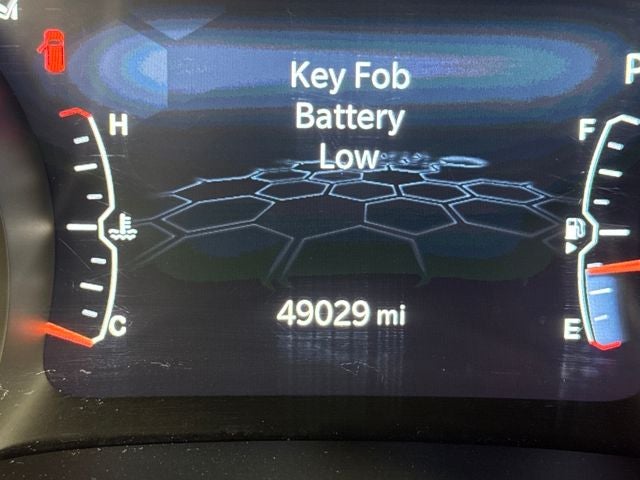 Key Fob
Battery
Low
H
F
P
49029 mi
C
E